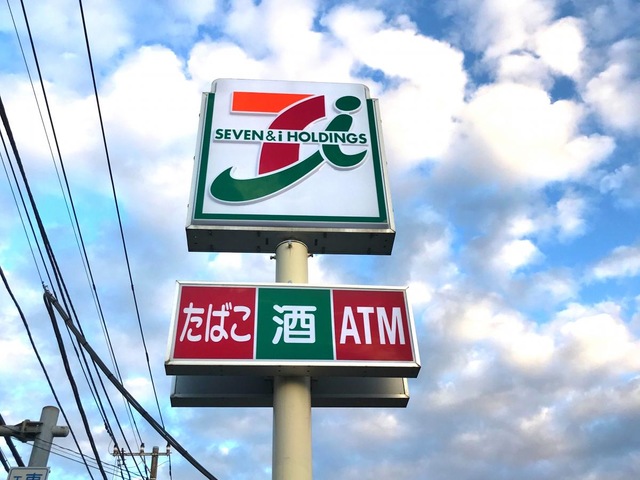 SEVEN&i HOLDINGS
たばこ 酒 ATM